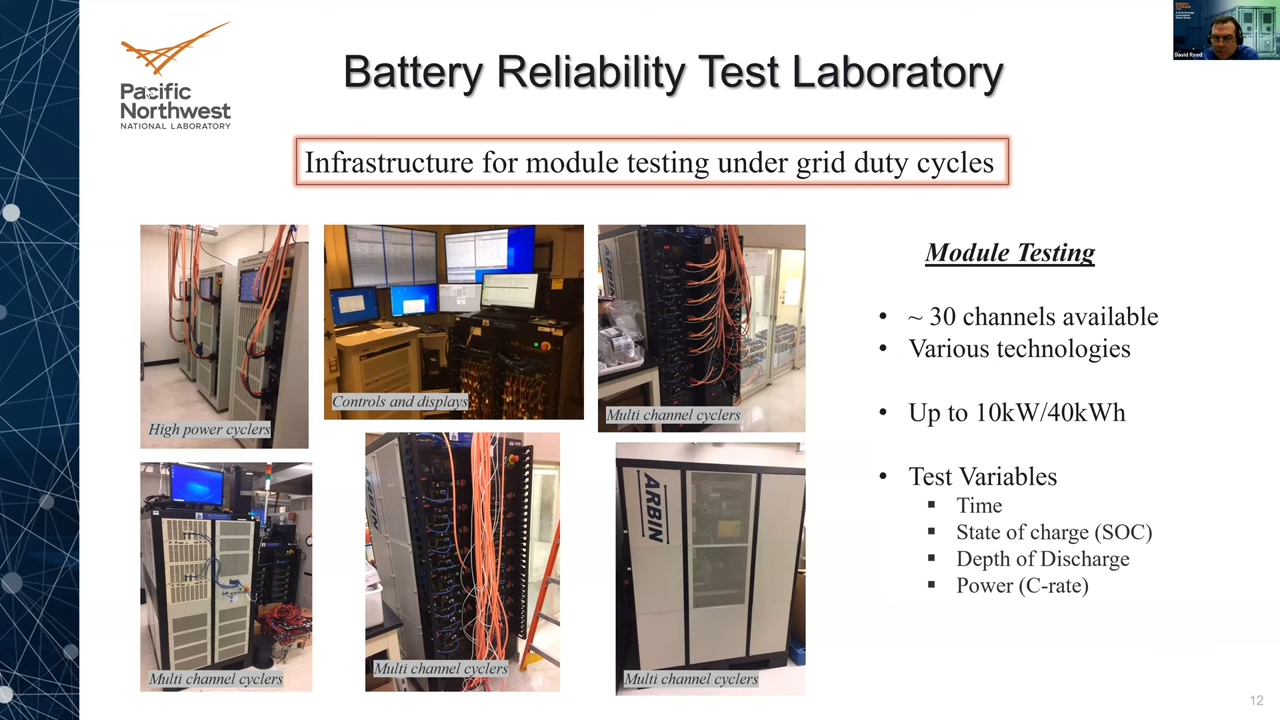 Pacific
Northwest
NATIONAL LABORATORY
Battery Reliability Test Laboratory
David Reed
Infrastructure for module testing under grid duty cycles
High power cyclers
Controls and displays
Multi channel cyclers
Multi channel cyclers
ARBIN
Multi channel cyclers
ARBIN
Multi channel cyclers
Module Testing
• ~ 30 channels available
• Various technologies
• Up to 10kW/40kWh
• Test Variables
▪ Time
▪ State of charge (SOC)
▪ Depth of Discharge
▪ Power (C-rate)
12